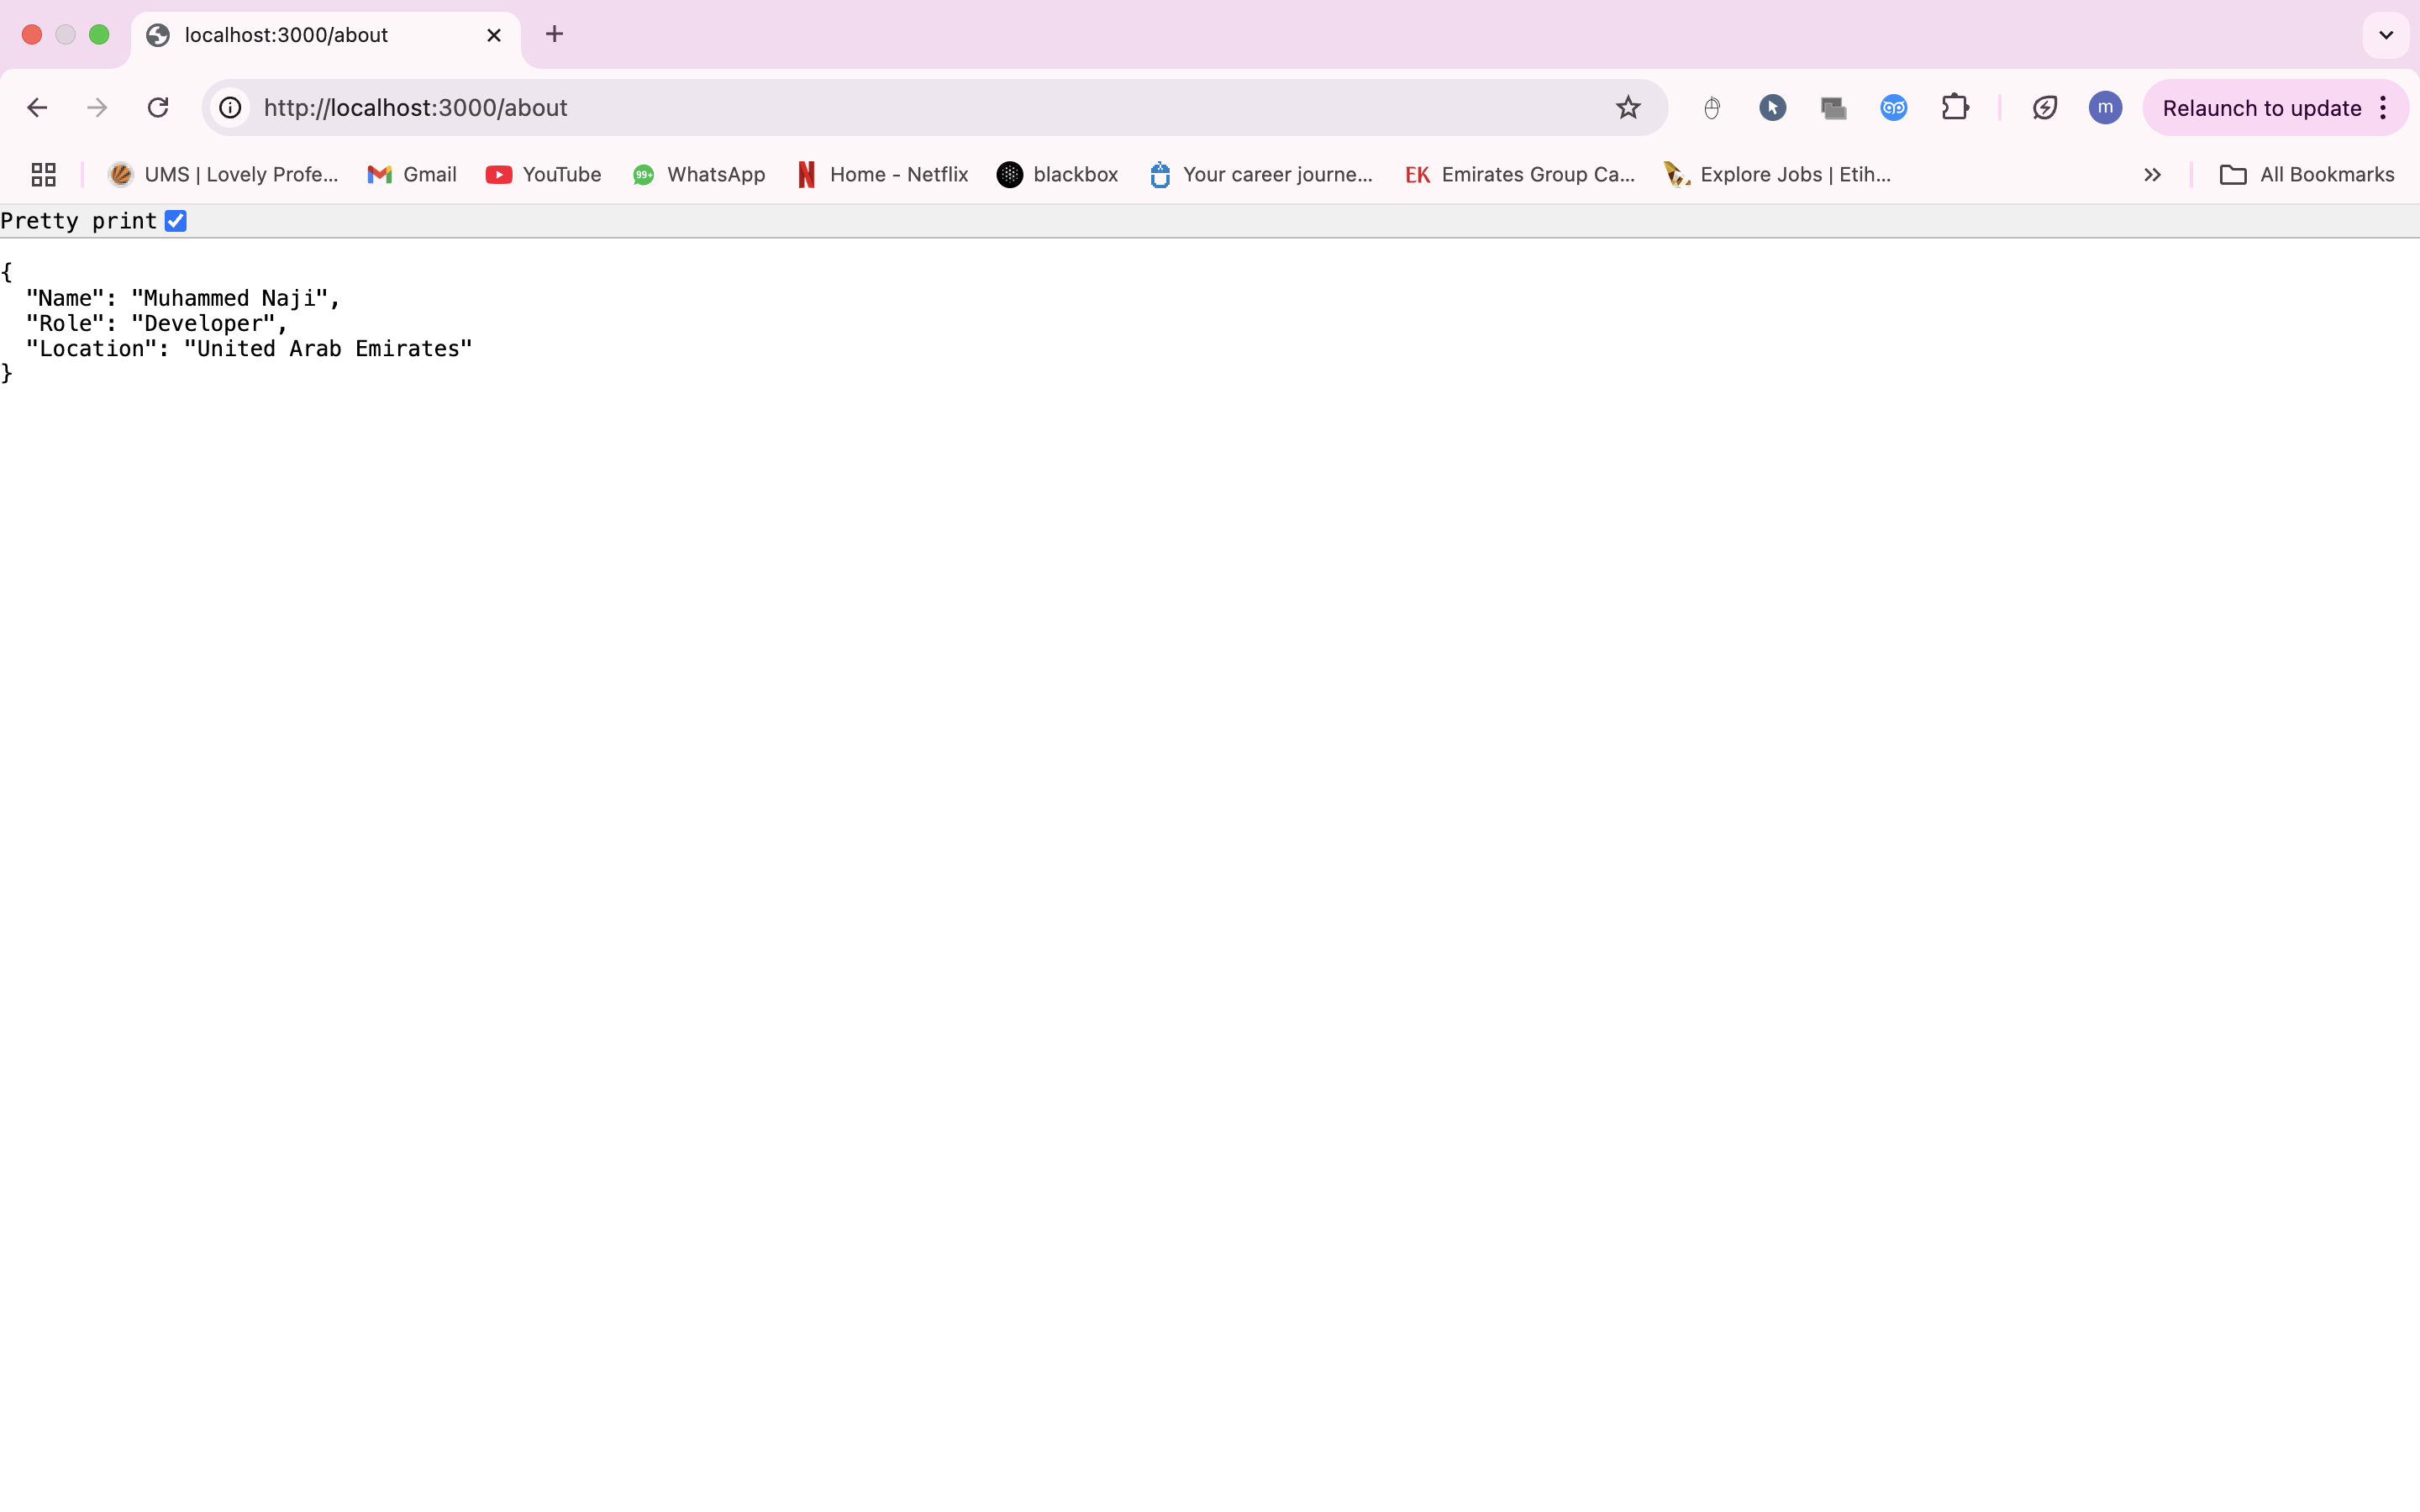 localhost:3000/about
http://localhost:3000/about
m
Relaunch to update
UMS | Lovely Profe...
Gmail
YouTube
99+
WhatsApp
N
Home - Netflix
blackbox
Your career journe...
EK
Emirates Group Ca...
Explore Jobs | Etih...
All Bookmarks
Pretty print
{
  "Name": "Muhammed Naji",
  "Role": "Developer",
  "Location": "United Arab Emirates"
}